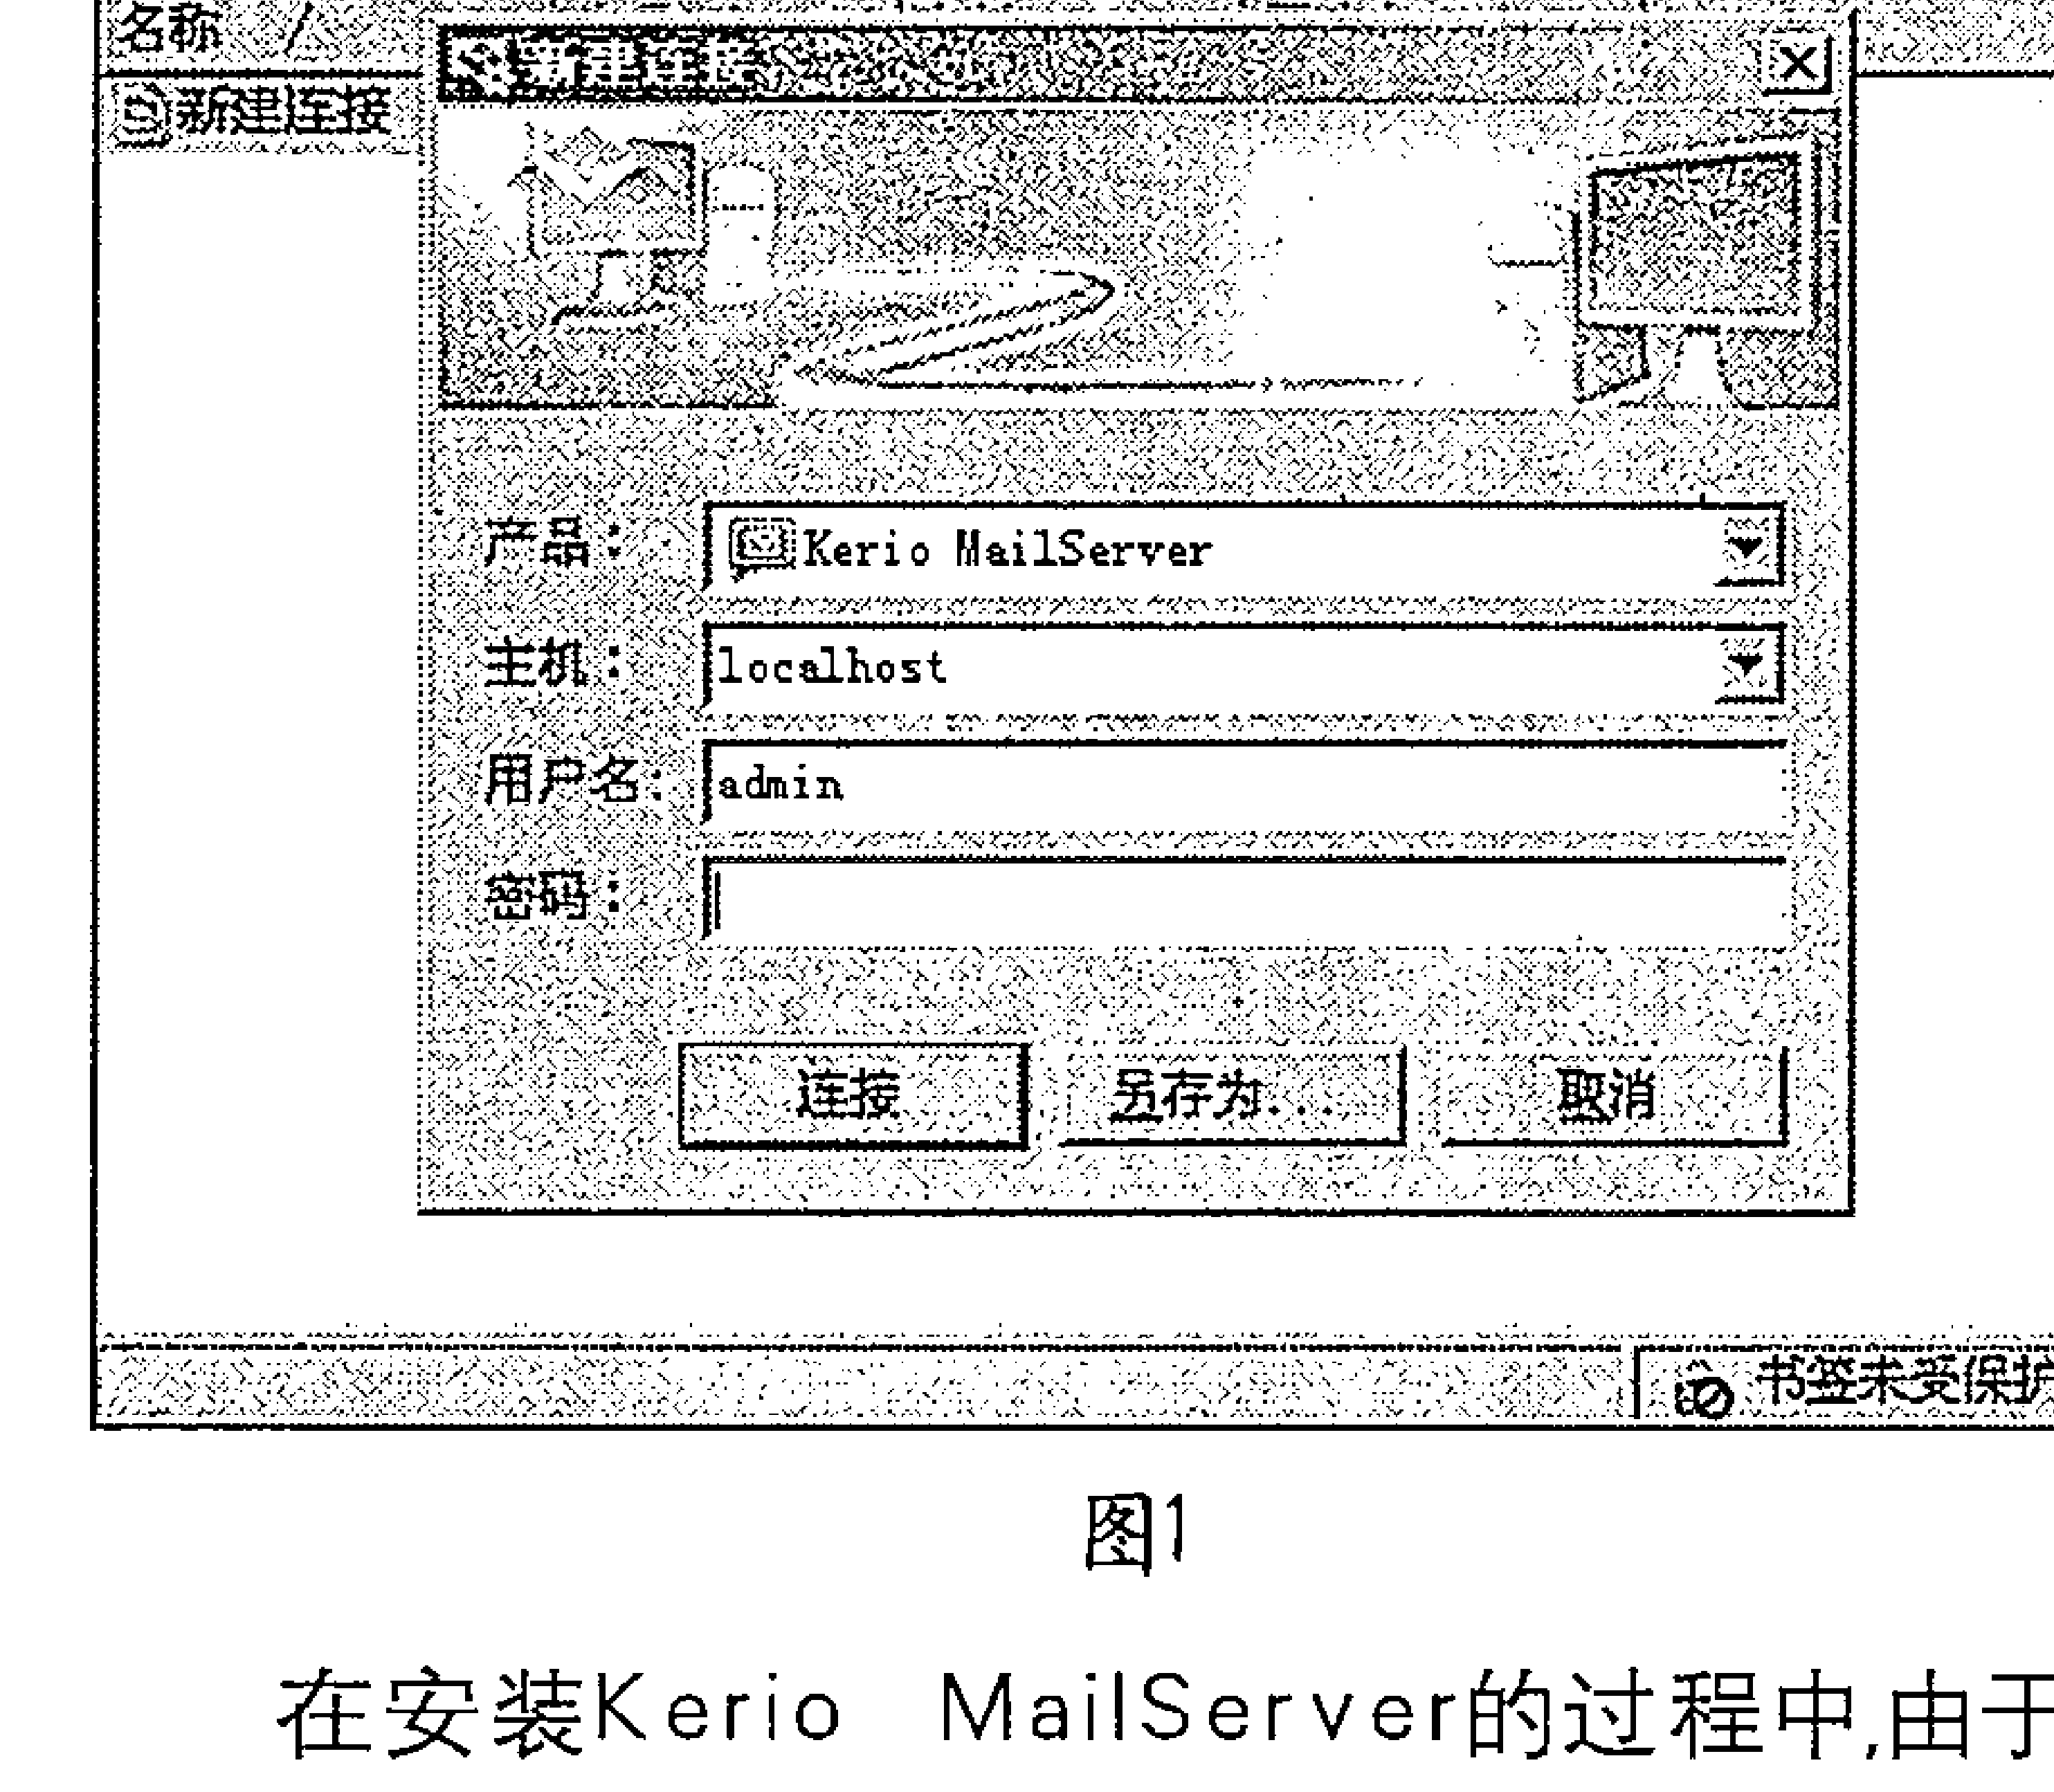 名称 /
新建连接
新建连接
产品：
Kerio MailServer
主机：
localhost
用户名：
admin
密码：
连接 另存为... 取消
书签未受保护
图1
在安装Kerio MailServer的过程中,由于